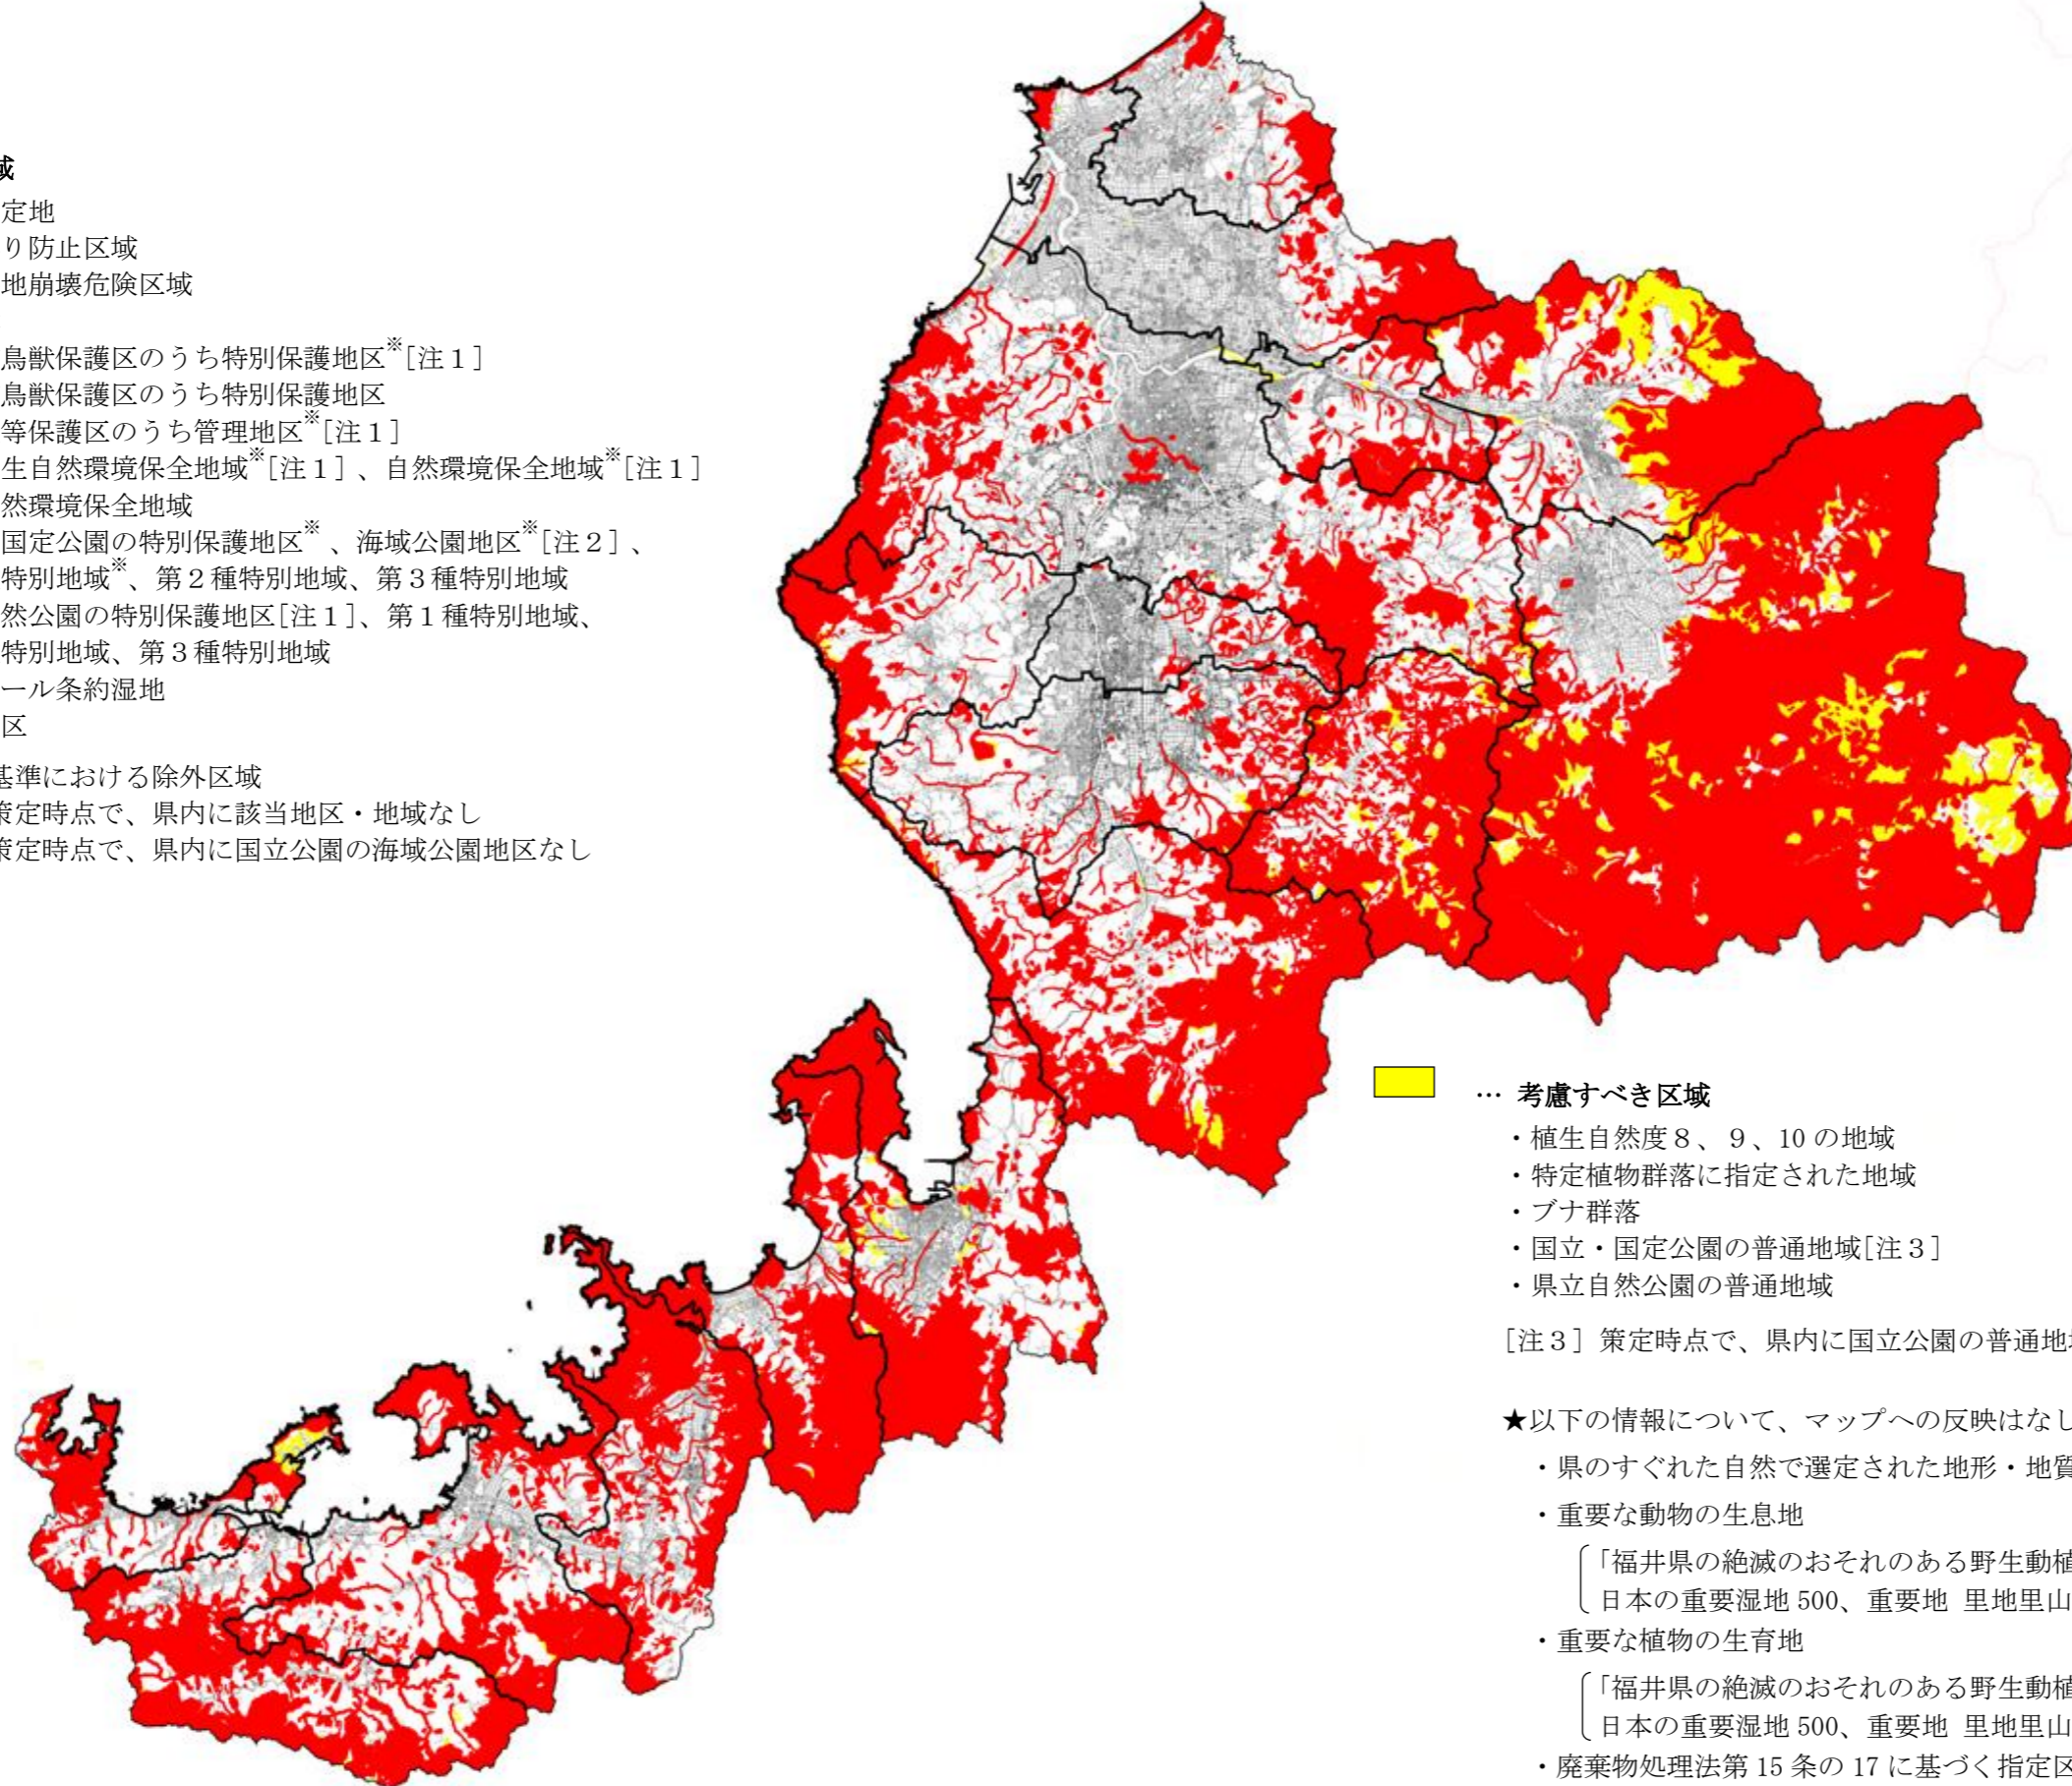 域
定地
り防止区域
地崩壊危険区域
鳥獣保護区のうち特別保護地区※[注１]
鳥獣保護区のうち特別保護地区
等保護区のうち管理地区※[注１]
生自然環境保全地域※[注１]、自然環境保全地域※[注１]
然環境保全地域
国定公園の特別保護地区※、海域公園地区※[注２]、
特別地域※、第２種特別地域、第３種特別地域
然公園の特別保護地区[注１]、第１種特別地域、
特別地域、第３種特別地域
ール条約湿地
区
基準における除外区域
策定時点で、県内に該当地区・地域なし
策定時点で、県内に国立公園の海域公園地区なし
… 考慮すべき区域
・植生自然度８、９、10 の地域
・特定植物群落に指定された地域
・ブナ群落
・国立・国定公園の普通地域[注３]
・県立自然公園の普通地域
[注３] 策定時点で、県内に国立公園の普通地域
★以下の情報について、マップへの反映はなし
・県のすぐれた自然で選定された地形・地質
・重要な動物の生息地
「福井県の絶滅のおそれのある野生動植
日本の重要湿地 500、重要地 里地里山
・重要な植物の生育地
「福井県の絶滅のおそれのある野生動植
日本の重要湿地 500、重要地 里地里山
・廃棄物処理法第 15 条の 17 に基づく指定区